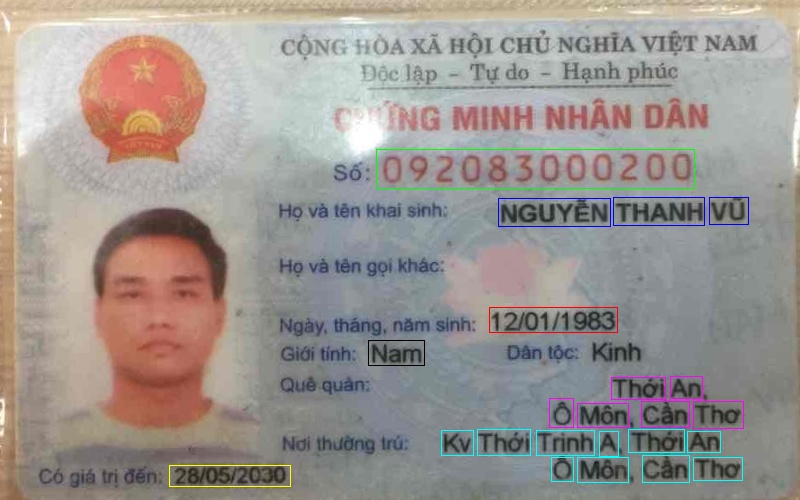 CỘNG HÒA XÃ HỘI CHỦ NGHĨA VIỆT NAM
Độc lập - Tự do - Hạnh phúc
CHỨNG MINH NHÂN DÂN
Số: 092083000200
Họ và tên khai sinh: NGUYỄN THANH VŨ
Họ và tên gọi khác:
Ngày, tháng, năm sinh: 12/01/1983
Giới tính: Nam Dân tộc: Kinh
Quê quán: Thới An,
Ô Môn, Cần Thơ
Nơi thường trú: Kv Thới Trinh A, Thới An
Ô Môn, Cần Thơ
Có giá trị đến: 28/05/2030